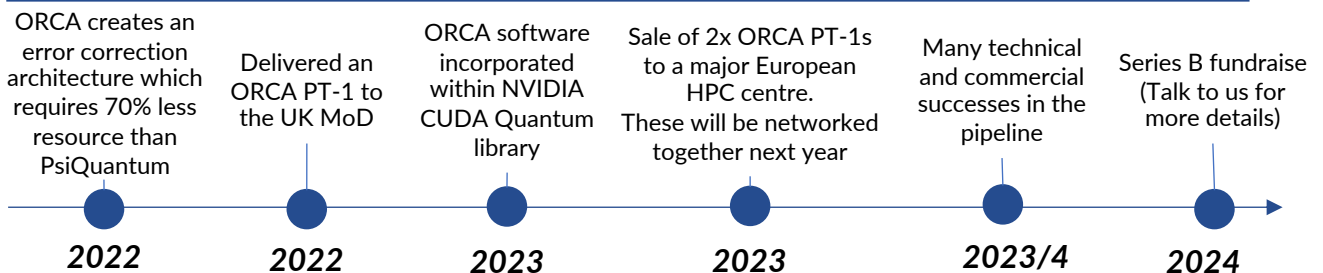 ORCA creates an
error correction
architecture which
requires 70% less
resource than
PsiQuantum
2022
Delivered an
ORCA PT-1 to
the UK MoD
2022
ORCA software
incorporated
within NVIDIA
CUDA Quantum
library
2023
Sale of 2x ORCA PT-1s
to a major European
HPC centre.
These will be networked
together next year
2023
Many technical
and commercial
successes in the
pipeline
2023/4
Series B fundraise
(Talk to us for
more details)
2024